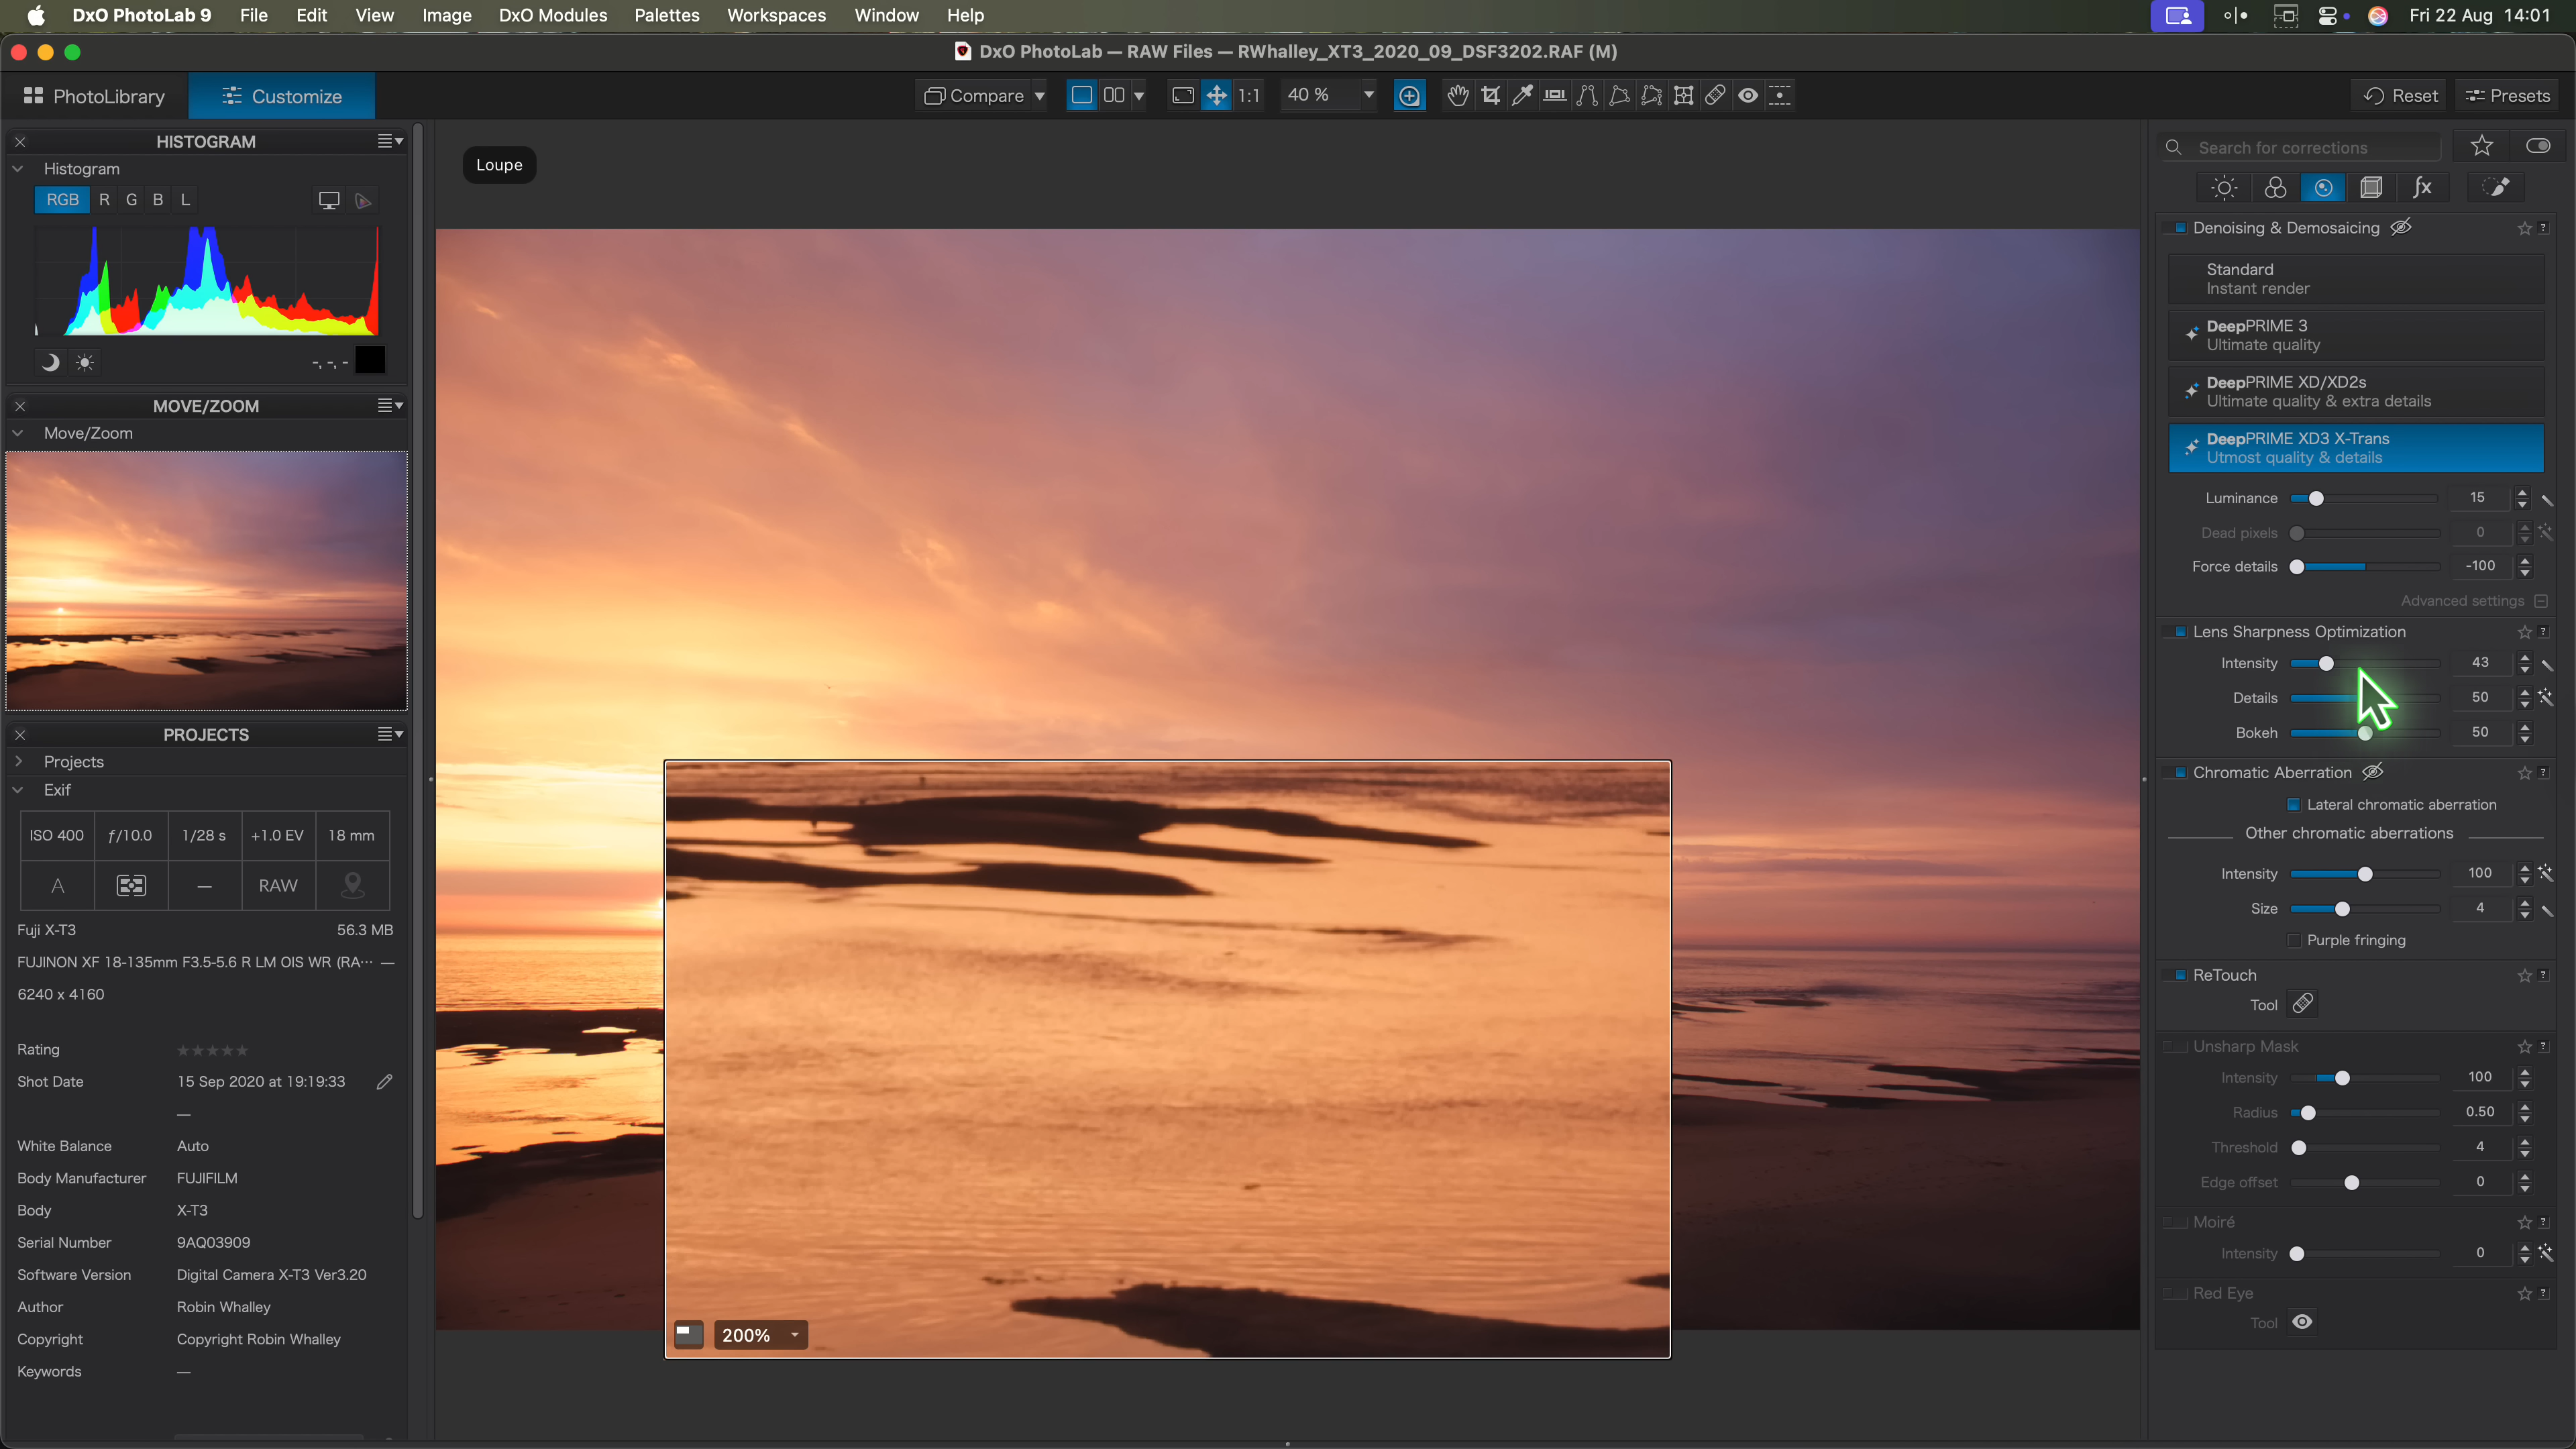 DxO PhotoLab 9 File Edit View Image DxO Modules Palettes Workspaces Window Help Fri 22 Aug 14:01
DxO PhotoLab — RAW Files — RWhalley_XT3_2020_09_DSF3202.RAF (M)
PhotoLibrary Customize Compare 1:1 40 % Reset Presets
HISTOGRAM
Histogram
RGB R G B L
-, -, -
MOVE/ZOOM
Move/Zoom
PROJECTS
Projects
Exif
ISO 400 ƒ/10.0 1/28 s +1.0 EV 18 mm
A — RAW
Fuji X-T3 56.3 MB
FUJINON XF 18-135mm F3.5-5.6 R LM OIS WR (RA··· —
6240 x 4160
Rating ★★★★★
Shot Date 15 Sep 2020 at 19:19:33
—
White Balance Auto
Body Manufacturer FUJIFILM
Body X-T3
Serial Number 9AQ03909
Software Version Digital Camera X-T3 Ver3.20
Author Robin Whalley
Copyright Copyright Robin Whalley
Keywords —
Loupe
200%
Search for corrections
fx
Denoising & Demosaicing ?
Standard
Instant render
DeepPRIME 3
Ultimate quality
DeepPRIME XD/XD2s
Ultimate quality & extra details
DeepPRIME XD3 X-Trans
Utmost quality & details
Luminance 15
Dead pixels 0
Force details -100
Advanced settings
Lens Sharpness Optimization ?
Intensity 43
Details 50
Bokeh 50
Chromatic Aberration ?
Lateral chromatic aberration
Other chromatic aberrations
Intensity 100
Size 4
Purple fringing
ReTouch ?
Tool
Unsharp Mask ?
Intensity 100
Radius 0.50
Threshold 4
Edge offset 0
Moiré ?
Intensity 0
Red Eye ?
Tool